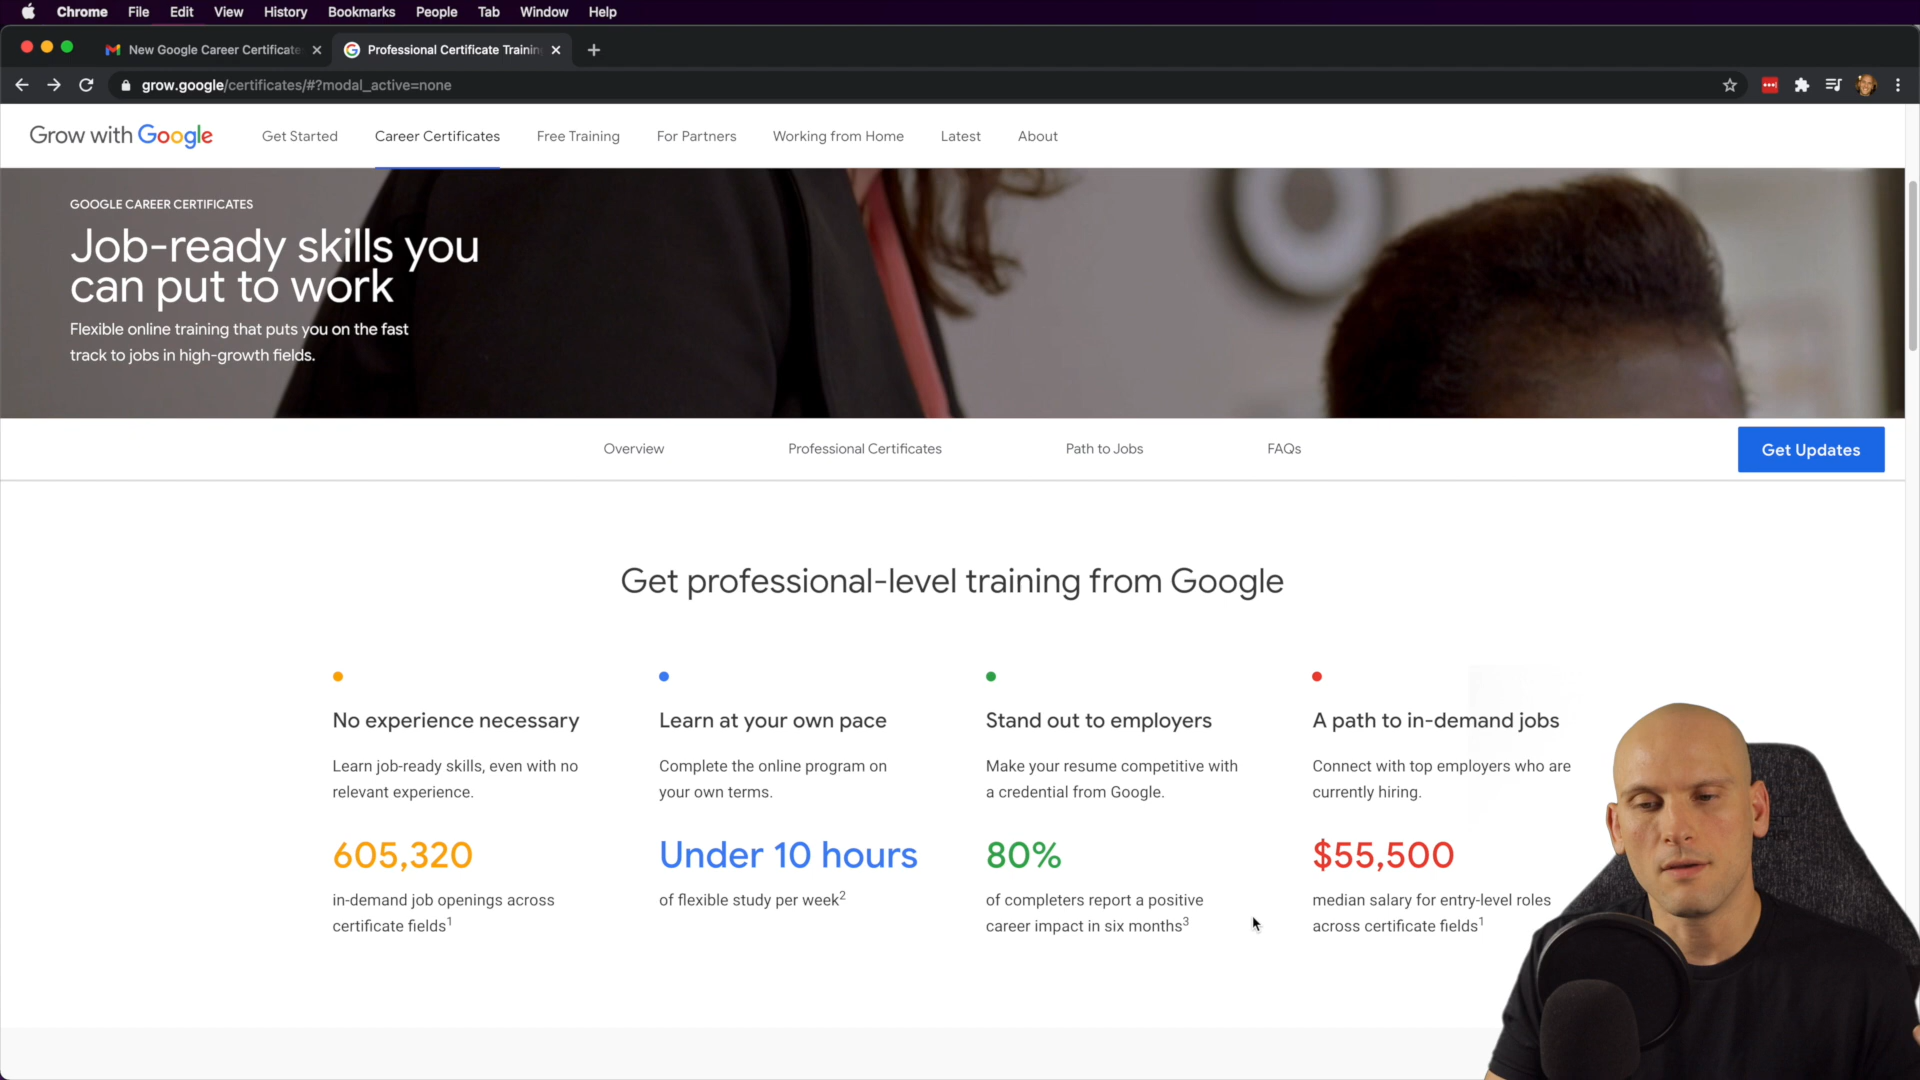 Chrome File Edit View History Bookmarks People Tab Window Help
New Google Career Certificate
Professional Certificate Trainin
grow.google/certificates/#?modal_active=none
Grow with Google
Get Started
Career Certificates
Free Training
For Partners
Working from Home
Latest
About
GOOGLE CAREER CERTIFICATES
Job-ready skills you
can put to work
Flexible online training that puts you on the fast
track to jobs in high-growth fields.
Overview
Professional Certificates
Path to Jobs
FAQs
Get Updates
Get professional-level training from Google
No experience necessary
Learn job-ready skills, even with no
relevant experience.
605,320
in-demand job openings across
certificate fields1
Learn at your own pace
Complete the online program on
your own terms.
Under 10 hours
of flexible study per week2
Stand out to employers
Make your resume competitive with
a credential from Google.
80%
of completers report a positive
career impact in six months3
A path to in-demand jobs
Connect with top employers who are
currently hiring.
$55,500
median salary for entry-level roles
across certificate fields1